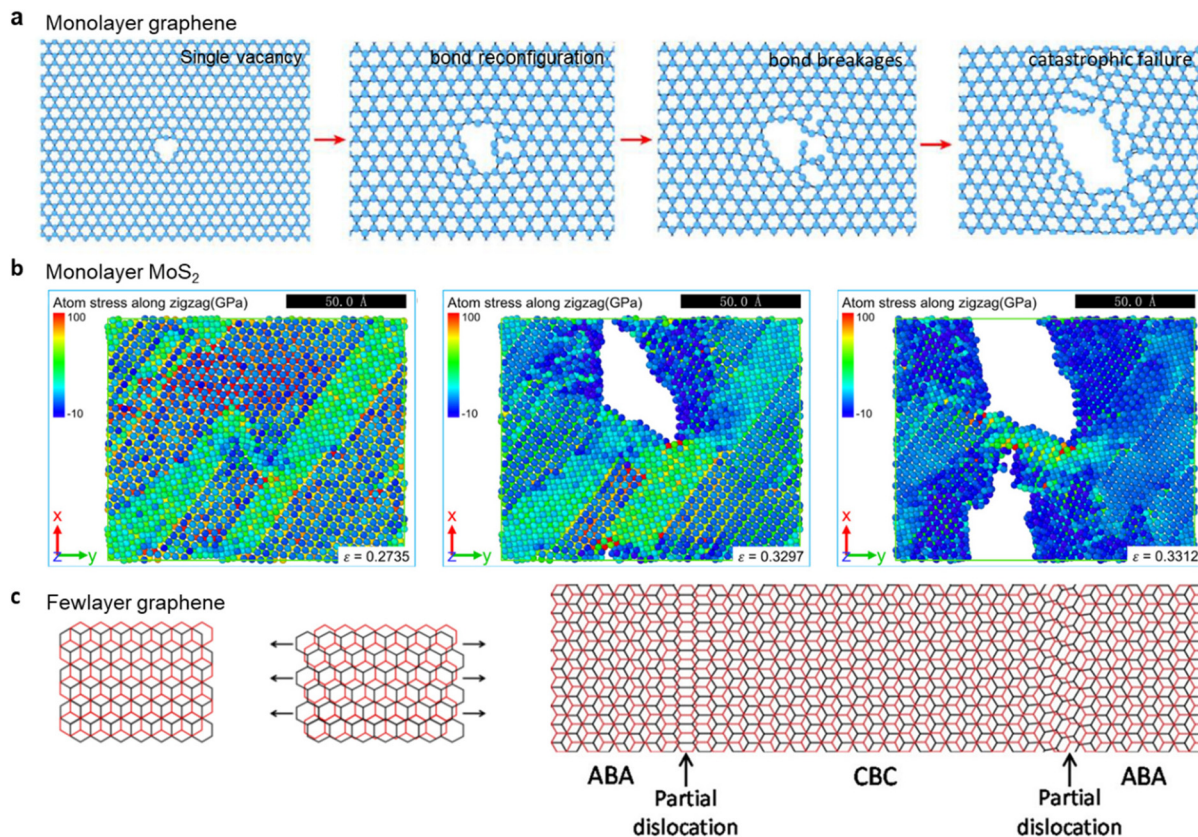 a Monolayer graphene
Single vacancy
bond reconfiguration
bond breakages
catastrophic failure
b Monolayer MoS₂
Atom stress along zigzag(GPa)
50.0 Å
100
-10
x
z y
ε = 0.2735
Atom stress along zigzag(GPa)
50.0 Å
100
-10
x
z y
ε = 0.3297
Atom stress along zigzag(GPa)
50.0 Å
100
-10
x
z y
ε = 0.3312
c Fewlayer graphene
ABA
CBC
ABA
Partial
dislocation
Partial
dislocation